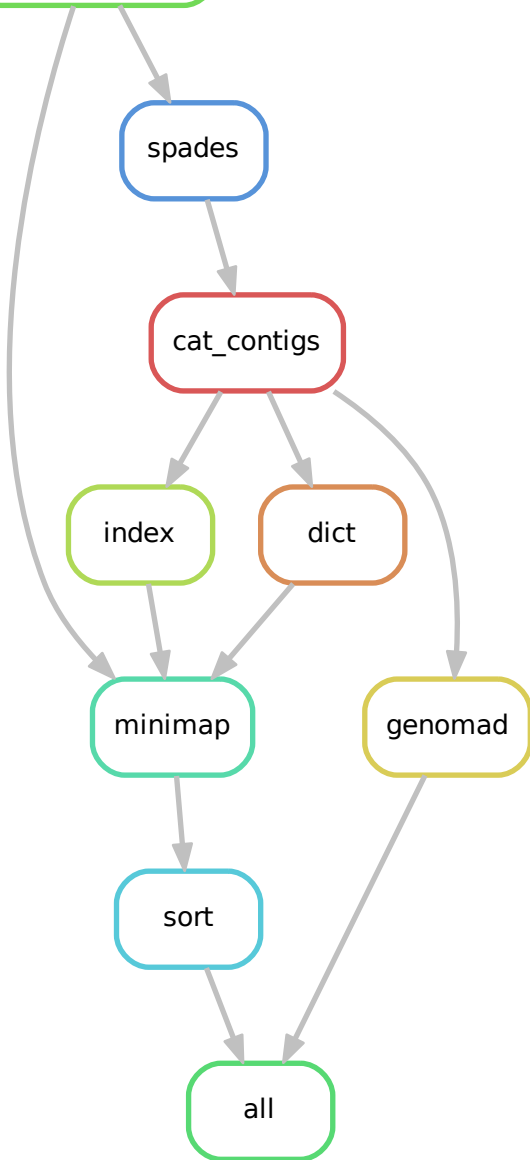 spades
cat_contigs
index
dict
minimap
genomad
sort
all